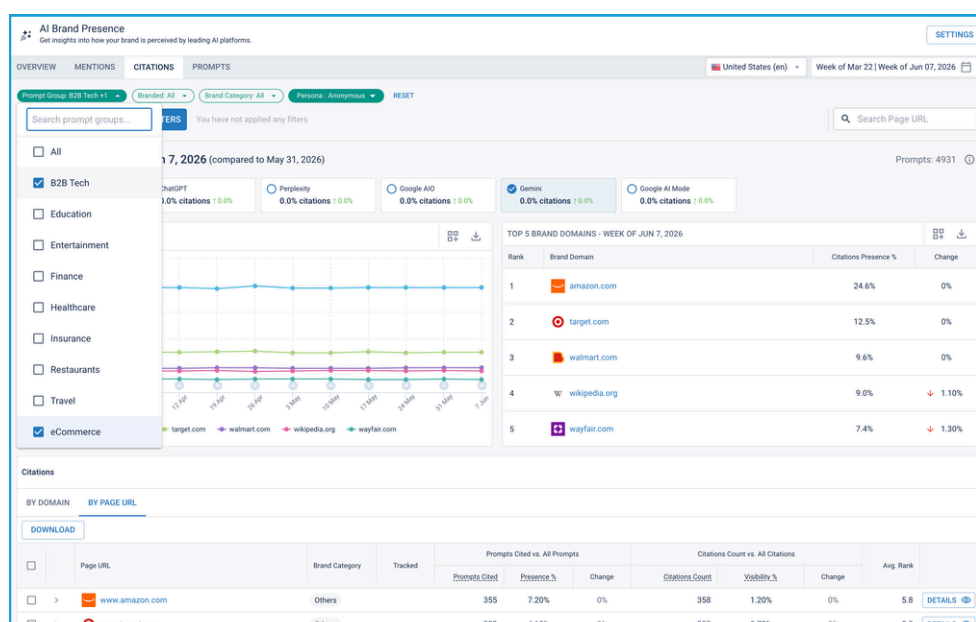 AI Brand Presence
Get insights into how your brand is perceived by leading AI platforms.
SETTINGS
OVERVIEW MENTIONS CITATIONS PROMPTS
United States (en)
Week of Mar 22 | Week of Jun 07, 2026
Prompt Group: B2B Tech +1
Branded: All
Brand Category: All
Persona : Anonymous
RESET
Search prompt groups...
You have not applied any filters
Search Page URL
All
B2B Tech
Education
Entertainment
Finance
Healthcare
Insurance
Restaurants
Travel
eCommerce
7, 2026 (compared to May 31, 2026)
Prompts: 4931
ChatGPT
0.0% citations ↑ 0.0%
Perplexity
0.0% citations ↑ 0.0%
Google AIO
0.0% citations ↑ 0.0%
Gemini
0.0% citations ↑ 0.0%
Google AI Mode
0.0% citations ↑ 0.0%
12 Apr 19 Apr 26 Apr 3 May 10 May 17 May 24 May 31 May 7 Jun
target.com walmart.com wikipedia.org wayfair.com
TOP 5 BRAND DOMAINS - WEEK OF JUN 7, 2026
Rank Brand Domain Citations Presence % Change
1 amazon.com 24.6% 0%
2 target.com 12.5% 0%
3 walmart.com 9.6% 0%
4 W wikipedia.org 9.0% ↓ 1.10%
5 wayfair.com 7.4% ↓ 1.30%
Citations
BY DOMAIN BY PAGE URL
DOWNLOAD
Prompts Cited vs. All Prompts Citations Count vs. All Citations
Page URL Brand Category Tracked Avg. Rank
Prompts Cited Presence % Change Citations Count Visibility % Change
www.amazon.com Others 355 7.20% 0% 358 1.20% 0% 5.8 DETAILS